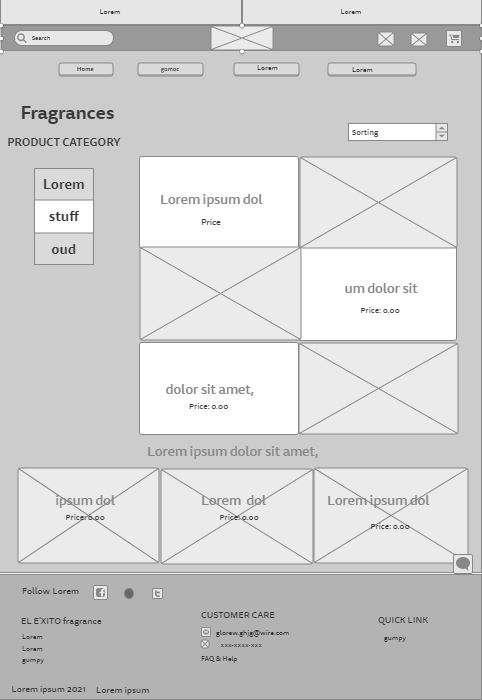 Lorem
Lorem
Search
Home
gomoc
Lorem
Lorem
Fragrances
Sorting
PRODUCT CATEGORY
Lorem
stuff
oud
Lorem ipsum dol
Price
um dolor sit
Price: 0.00
dolor sit amet,
Price: 0.00
Lorem ipsum dolor sit amet,
ipsum dol
Price: 0.00
Lorem dol
Price: 0.00
Lorem ipsum dol
Price: 0.00
Follow Lorem
EL E'XITO fragrance
Lorem
Lorem
gumpy
CUSTOMER CARE
glorew.ghjg@wire.com
xxx-xxxx-xxx
FAQ & Help
QUICK LINK
gumpy
Lorem ipsum 2021
Lorem ipsum